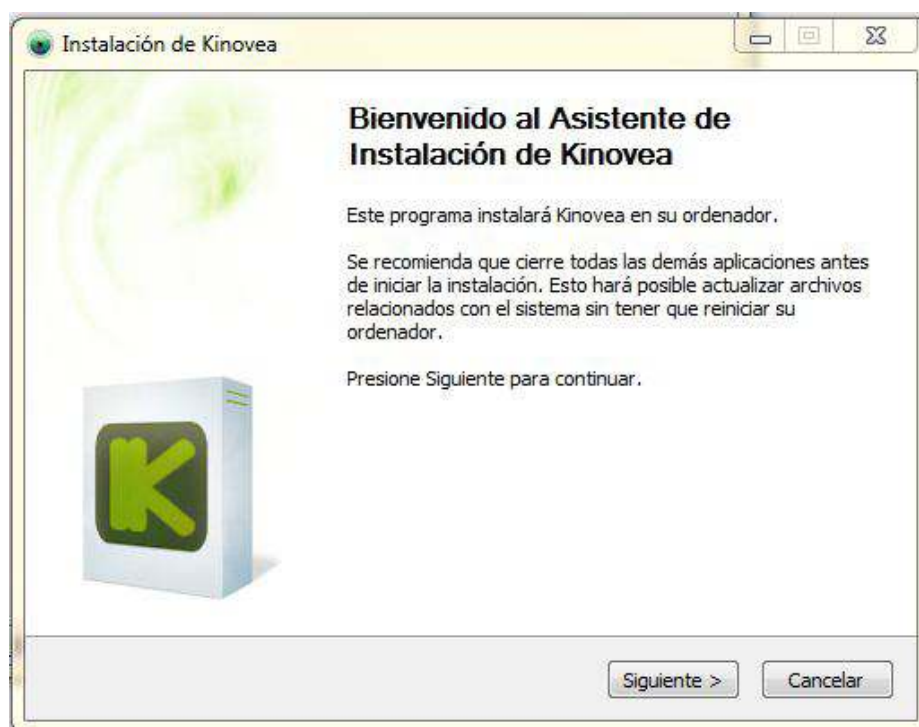 Instalación de Kinovea
Bienvenido al Asistente de
Instalación de Kinovea
Este programa instalará Kinovea en su ordenador.
Se recomienda que cierre todas las demás aplicaciones antes
de iniciar la instalación. Esto hará posible actualizar archivos
relacionados con el sistema sin tener que reiniciar su
ordenador.
Presione Siguiente para continuar.
K
Siguiente >
Cancelar